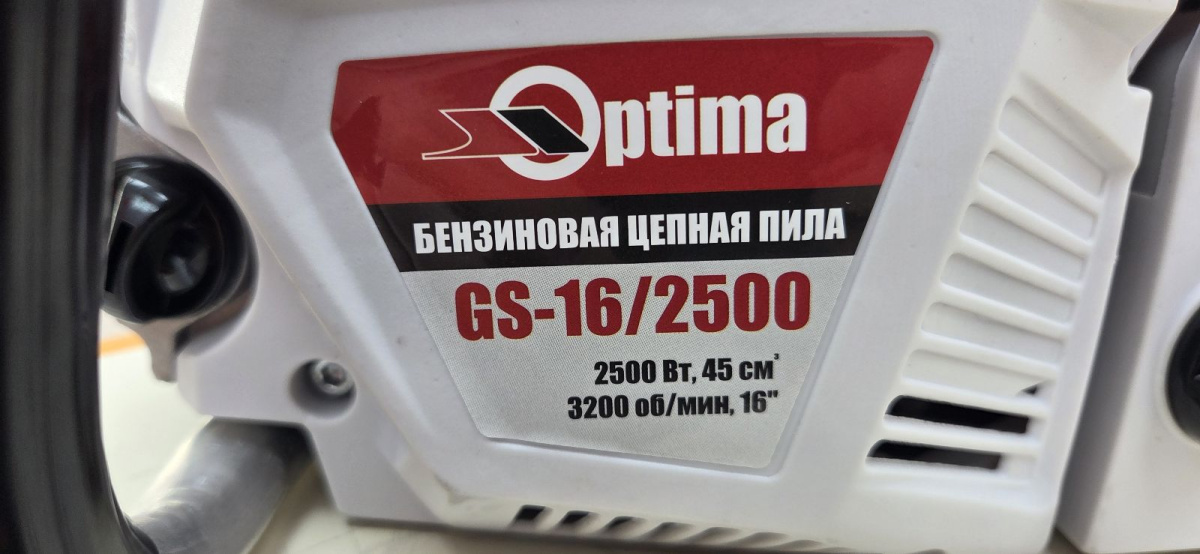 Optima
БЕНЗИНОВАЯ ЦЕПНАЯ ПИЛА
GS-16/2500
2500 Вт, 45 см³
3200 об/мин, 16"